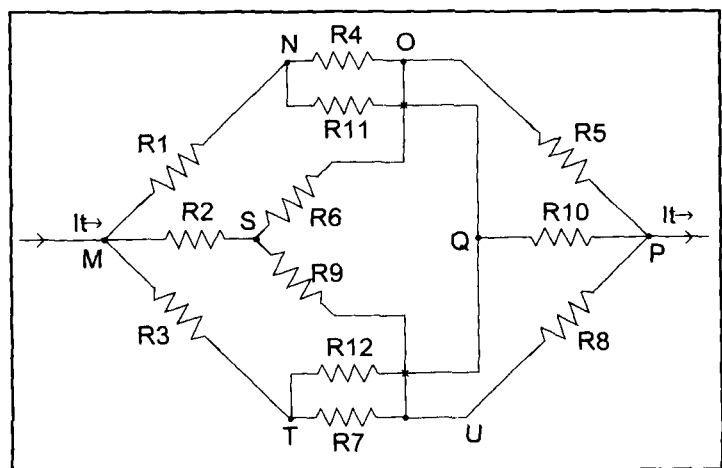 N R4 O
R11
R1 R5
It→ R2 S R6 R10 It→
M Q P
R9
R3 R12 R8
T R7 U